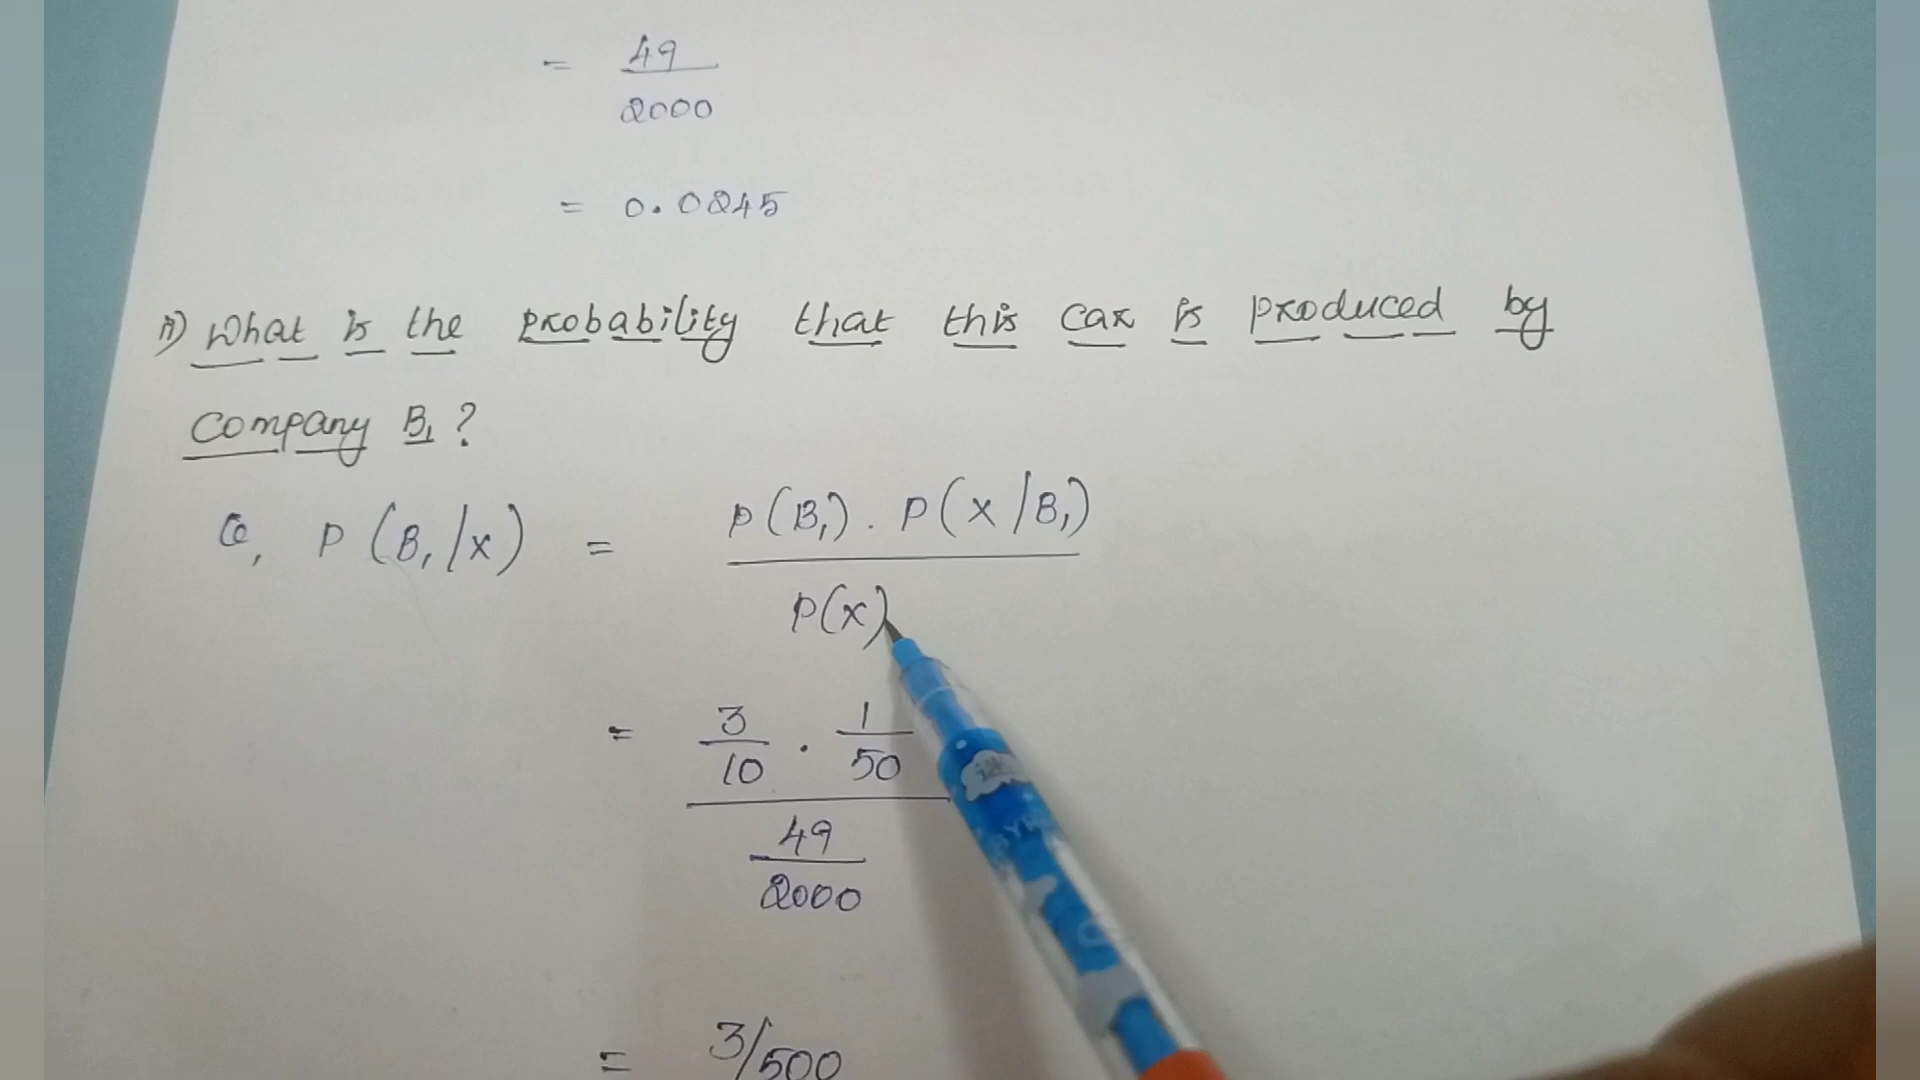 = 49/2000
= 0.0245
ii) What is the probability that this car is produced by
company B₁ ?
P(B₁/x) = P(B₁) . P(x/B₁) / P(x)
= 3/10 . 1/50 / 49/2000
= 3/500